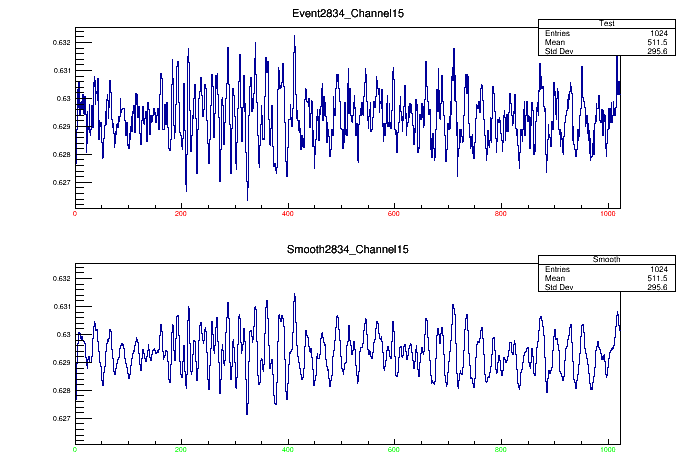 Event2834_Channel15
Test
Entries 1024
Mean 511.5
Std Dev 295.6
0.632
0.631
0.63
0.629
0.628
0.627
0 200 400 600 800 1000
Smooth2834_Channel15
Smooth
Entries 1024
Mean 511.5
Std Dev 295.6
0.632
0.631
0.63
0.629
0.628
0.627
0 200 400 600 800 1000